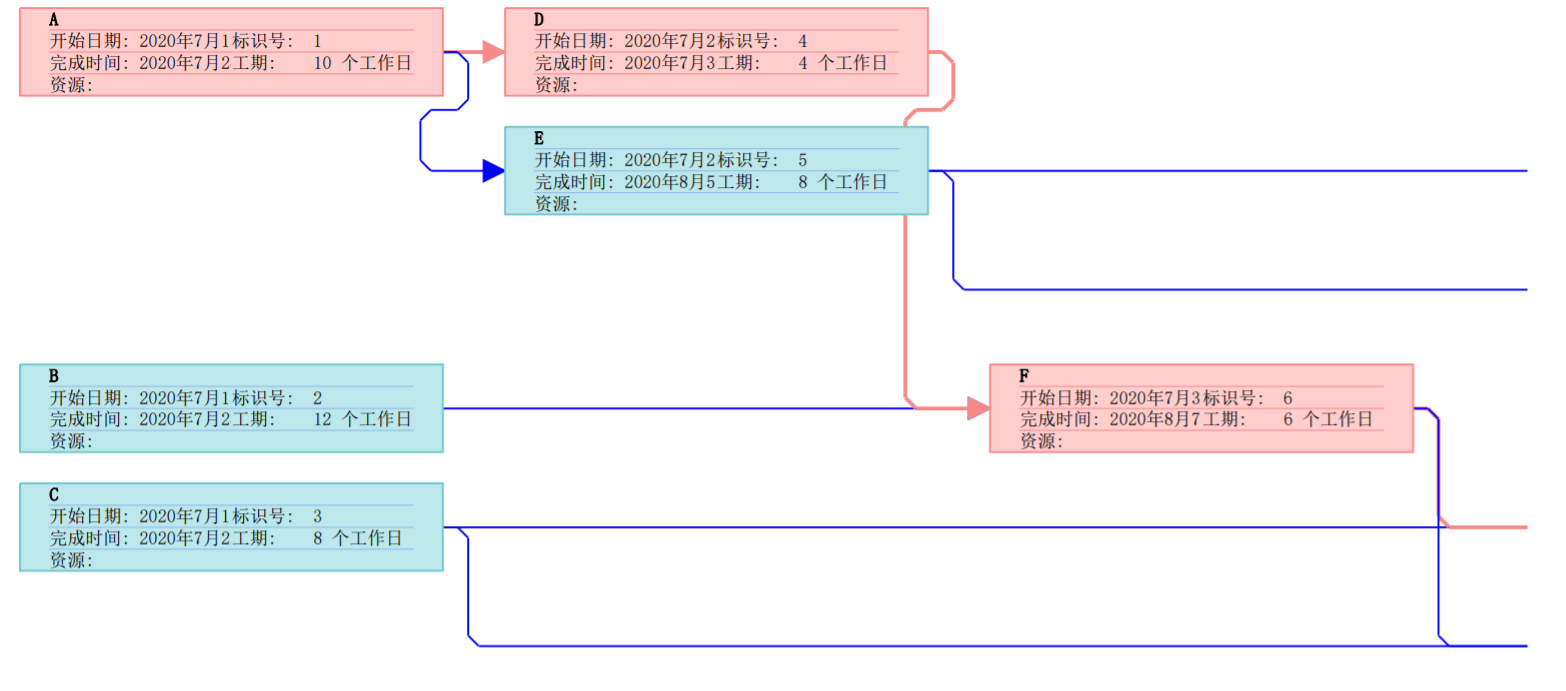 A
开始日期: 2020年7月1标识号: 1
完成时间: 2020年7月2工期: 10 个工作日
资源:
D
开始日期: 2020年7月2标识号: 4
完成时间: 2020年7月3工期: 4 个工作日
资源:
E
开始日期: 2020年7月2标识号: 5
完成时间: 2020年8月5工期: 8 个工作日
资源:
B
开始日期: 2020年7月1标识号: 2
完成时间: 2020年7月2工期: 12 个工作日
资源:
F
开始日期: 2020年7月3标识号: 6
完成时间: 2020年8月7工期: 6 个工作日
资源:
C
开始日期: 2020年7月1标识号: 3
完成时间: 2020年7月2工期: 8 个工作日
资源: